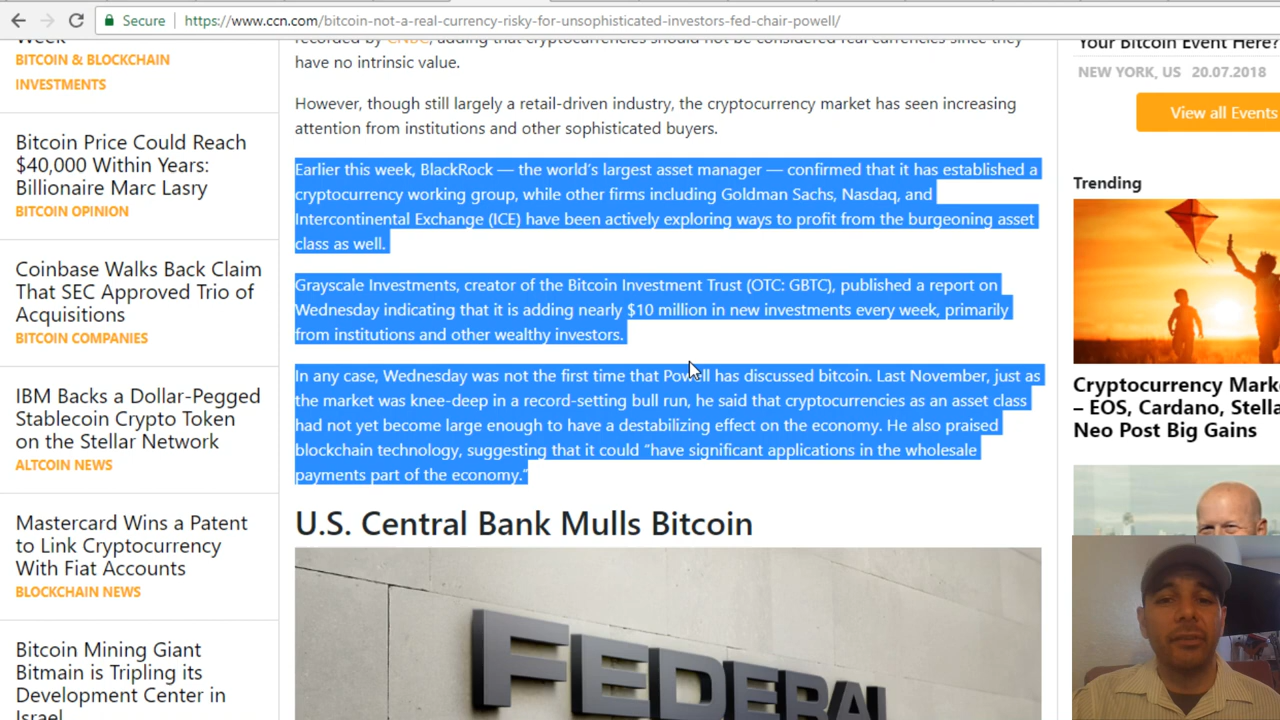 Secure
https://www.ccn.com/bitcoin-not-a-real-currency-risky-for-unsophisticated-investors-fed-chair-powell/
Week
BITCOIN & BLOCKCHAIN
INVESTMENTS
Bitcoin Price Could Reach
$40,000 Within Years:
Billionaire Marc Lasry
BITCOIN OPINION
Coinbase Walks Back Claim
That SEC Approved Trio of
Acquisitions
BITCOIN COMPANIES
IBM Backs a Dollar-Pegged
Stablecoin Crypto Token
on the Stellar Network
ALTCOIN NEWS
Mastercard Wins a Patent
to Link Cryptocurrency
With Fiat Accounts
BLOCKCHAIN NEWS
Bitcoin Mining Giant
Bitmain is Tripling its
Development Center in
Israel
recorded by CNBC, adding that cryptocurrencies should not be considered real currencies since they
have no intrinsic value.
However, though still largely a retail-driven industry, the cryptocurrency market has seen increasing
attention from institutions and other sophisticated buyers.
Earlier this week, BlackRock — the world’s largest asset manager — confirmed that it has established a
cryptocurrency working group, while other firms including Goldman Sachs, Nasdaq, and
Intercontinental Exchange (ICE) have been actively exploring ways to profit from the burgeoning asset
class as well.
Grayscale Investments, creator of the Bitcoin Investment Trust (OTC: GBTC), published a report on
Wednesday indicating that it is adding nearly $10 million in new investments every week, primarily
from institutions and other wealthy investors.
In any case, Wednesday was not the first time that Powell has discussed bitcoin. Last November, just as
the market was knee-deep in a record-setting bull run, he said that cryptocurrencies as an asset class
had not yet become large enough to have a destabilizing effect on the economy. He also praised
blockchain technology, suggesting that it could “have significant applications in the wholesale
payments part of the economy.”
U.S. Central Bank Mulls Bitcoin
FEDERAL
Your Bitcoin Event Here?
NEW YORK, US 20.07.2018
View all Events
Trending
Cryptocurrency Marke
– EOS, Cardano, Stella
Neo Post Big Gains